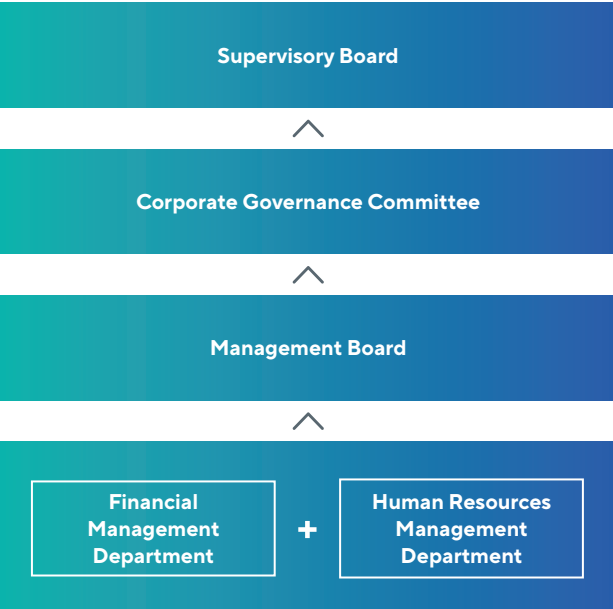 Supervisory Board
Corporate Governance Committee
Management Board
Financial
Management
Department
+
Human Resources
Management
Department